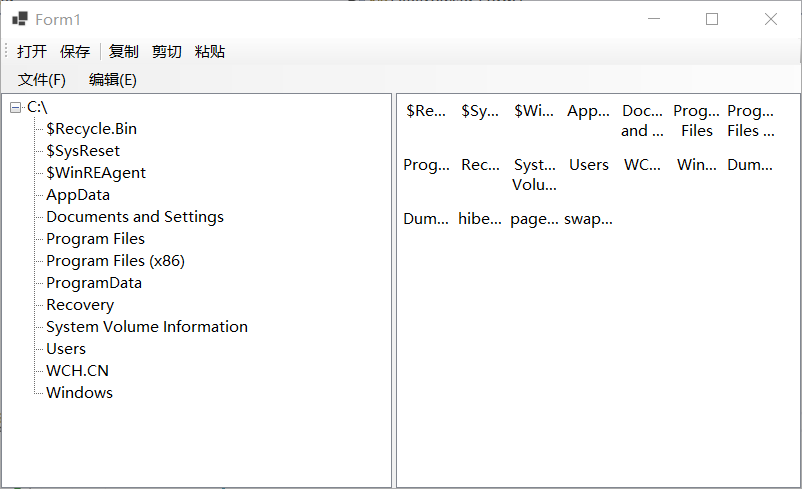 Form1
打开 保存 复制 剪切 粘贴
文件(F) 编辑(E)
C:\
$Recycle.Bin
$SysReset
$WinREAgent
AppData
Documents and Settings
Program Files
Program Files (x86)
ProgramData
Recovery
System Volume Information
Users
WCH.CN
Windows
$Re... $Sy... $Wi... App... Doc... Prog... Prog...
and ... Files Files ...
Prog... Rec... Syst... Users WC... Win... Dum...
Volu...
Dum... hibe... page... swap...